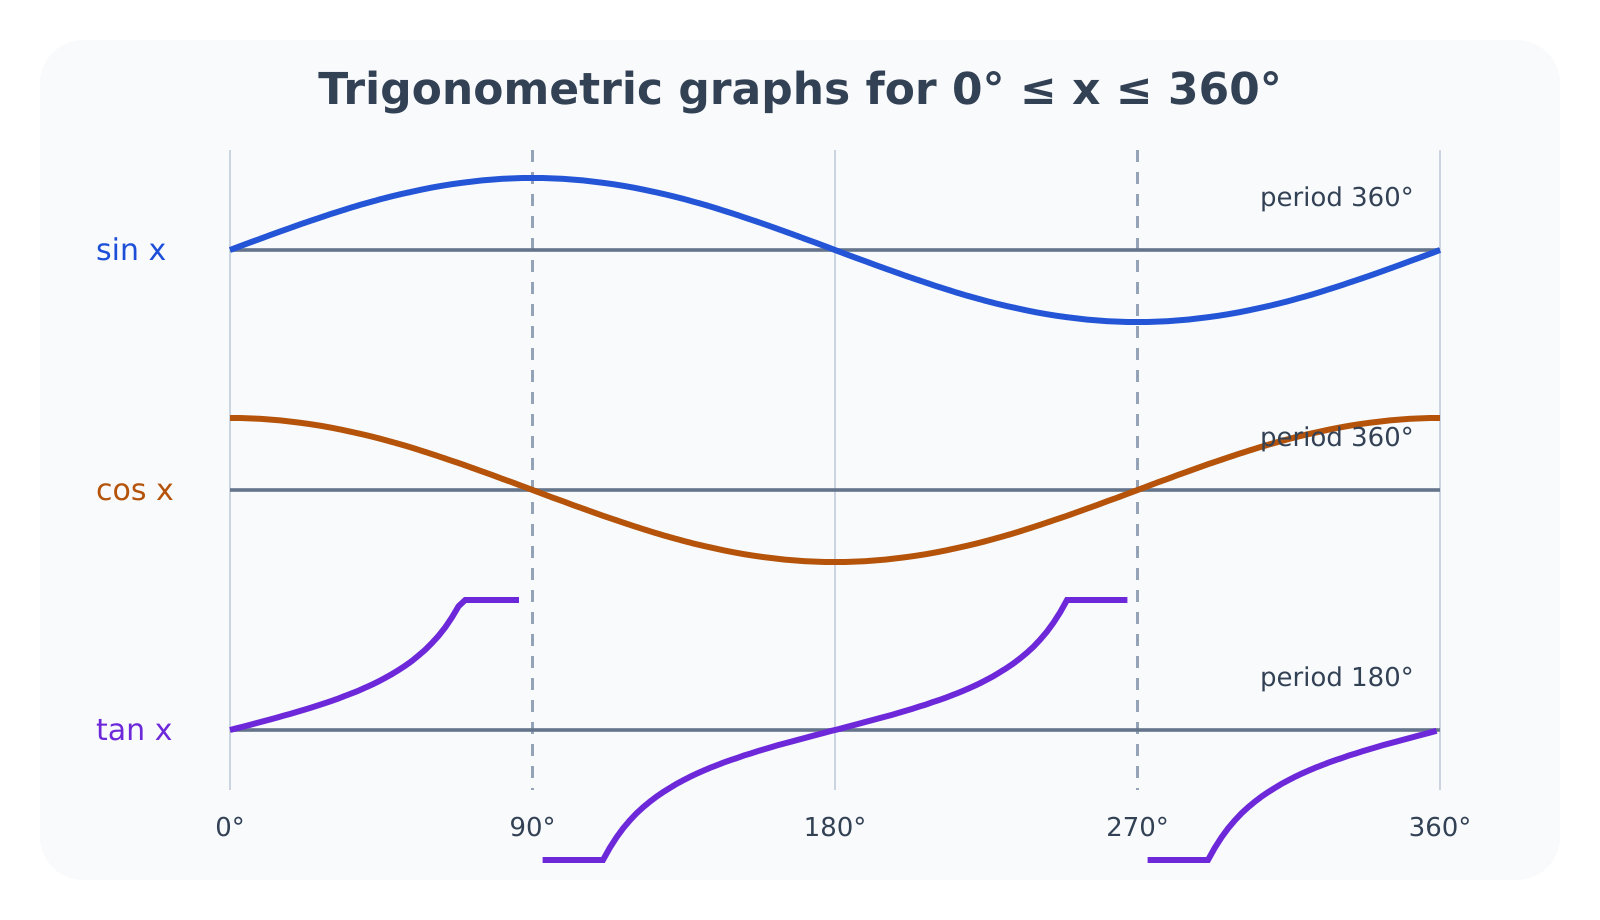 Trigonometric graphs for 0° ≤ x ≤ 360°
period 360°
sin x
period 360°
cos x
period 180°
tan x
0° 90° 180° 270° 360°